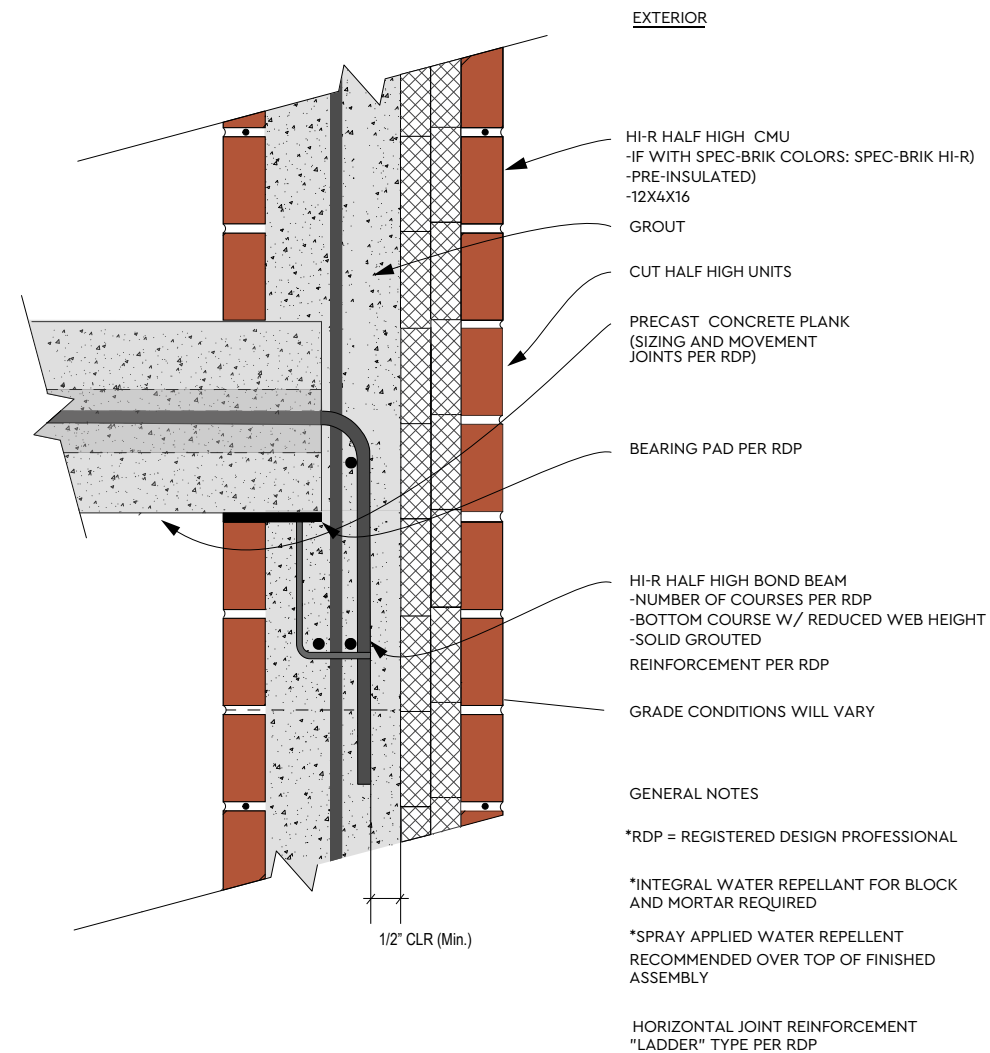 EXTERIOR
HI-R HALF HIGH CMU
-IF WITH SPEC-BRIK COLORS: SPEC-BRIK HI-R)
-PRE-INSULATED)
-12X4X16
GROUT
CUT HALF HIGH UNITS
PRECAST CONCRETE PLANK
(SIZING AND MOVEMENT
JOINTS PER RDP)
BEARING PAD PER RDP
HI-R HALF HIGH BOND BEAM
-NUMBER OF COURSES PER RDP
-BOTTOM COURSE W/ REDUCED WEB HEIGHT
-SOLID GROUTED
REINFORCEMENT PER RDP
GRADE CONDITIONS WILL VARY
GENERAL NOTES
*RDP = REGISTERED DESIGN PROFESSIONAL
*INTEGRAL WATER REPELLANT FOR BLOCK
AND MORTAR REQUIRED
1/2" CLR (Min.)
*SPRAY APPLIED WATER REPELLENT
RECOMMENDED OVER TOP OF FINISHED
ASSEMBLY
HORIZONTAL JOINT REINFORCEMENT
"LADDER" TYPE PER RDP